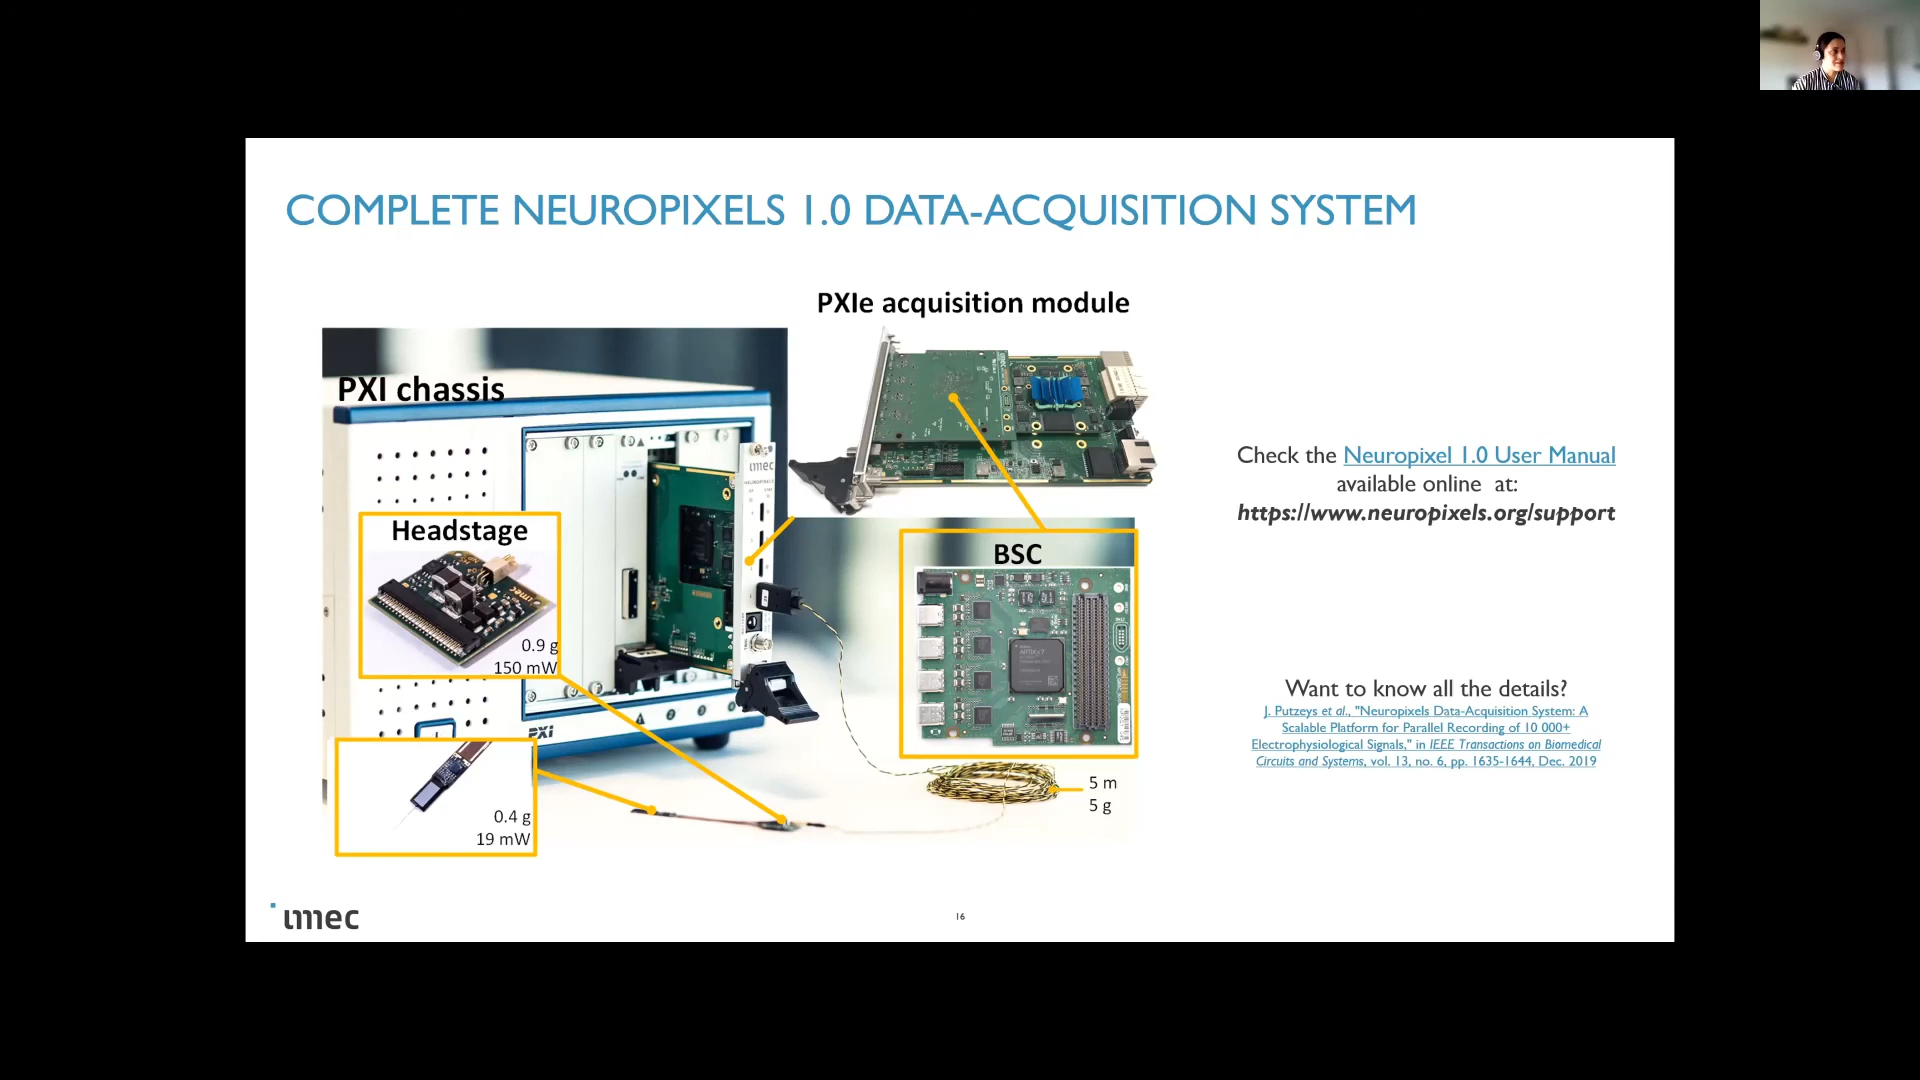 COMPLETE NEUROPIXELS 1.0 DATA-ACQUISITION SYSTEM
PXIe acquisition module
PXI chassis
imec
Headstage
0.9 g
150 mW
BSC
ARTIX 7
PXI
0.4 g
19 mW
5 m
5 g
Check the Neuropixel 1.0 User Manual
available online at:
https://www.neuropixels.org/support
Want to know all the details?
J. Putzeys et al., "Neuropixels Data-Acquisition System: A
Scalable Platform for Parallel Recording of 10 000+
Electrophysiological Signals," in IEEE Transactions on Biomedical
Circuits and Systems, vol. 13, no. 6, pp. 1635-1644, Dec. 2019
imec
16